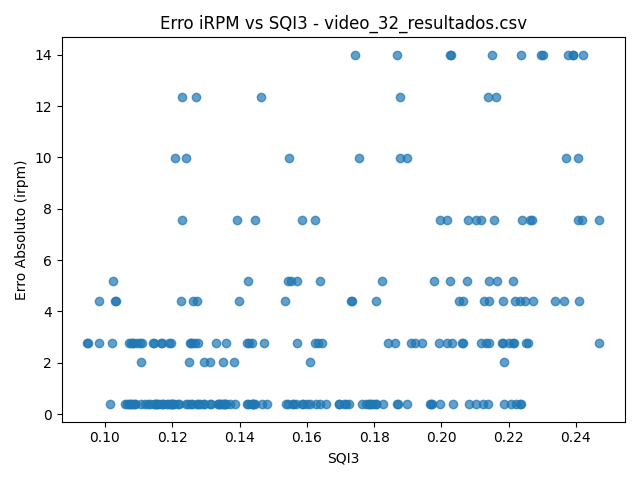 Erro iRPM vs SQI3 - video_32_resultados.csv
Erro Absoluto (irpm)
14
12
10
8
6
4
2
0
0.10 0.12 0.14 0.16 0.18 0.20 0.22 0.24
SQI3